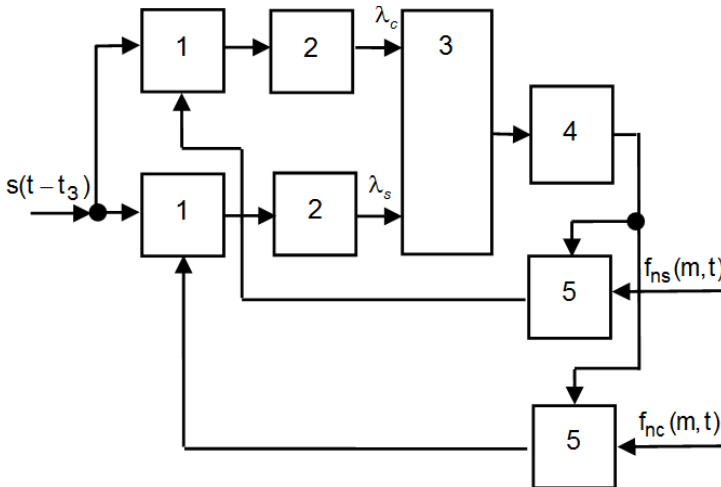 1
2
λc
3
4
s(t – t3)
1
2
λs
5
fns(m, t)
5
fnc(m, t)